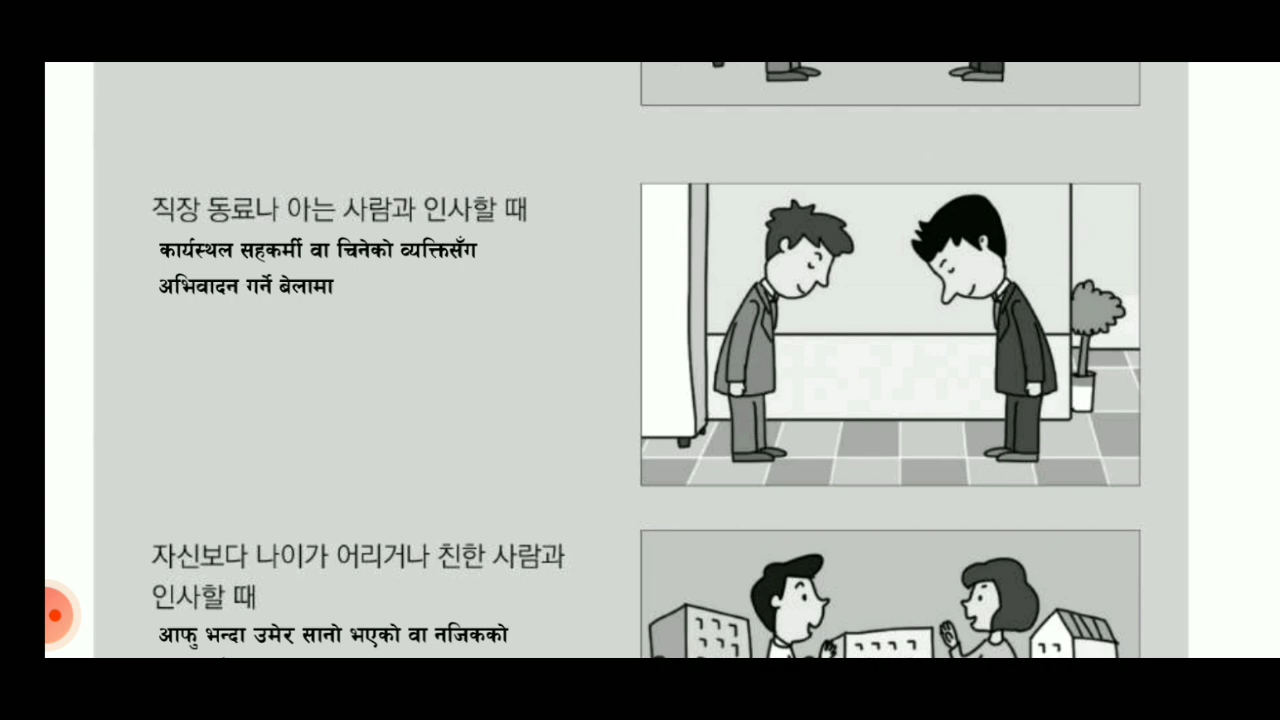 직장 동료나 아는 사람과 인사할 때
कार्यस्थल सहकर्मी वा चिनेको व्यक्तिसँग
अभिवादन गर्ने बेलामा
자신보다 나이가 어리거나 친한 사람과
인사할 때
आफु भन्दा उमेर सानो भएको वा नजिकको